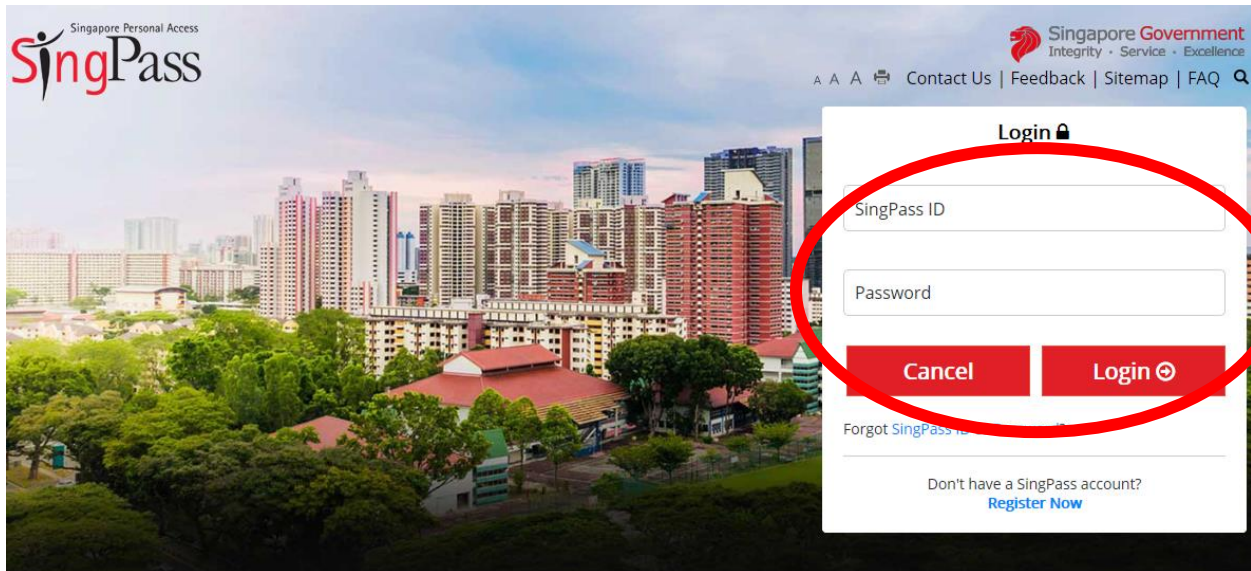 Singapore Personal Access
SingPass
Singapore Government
Integrity · Service · Excellence
A A A Contact Us | Feedback | Sitemap | FAQ
Login
SingPass ID
Password
Cancel Login
Forgot SingPass ID
Don't have a SingPass account?
Register Now